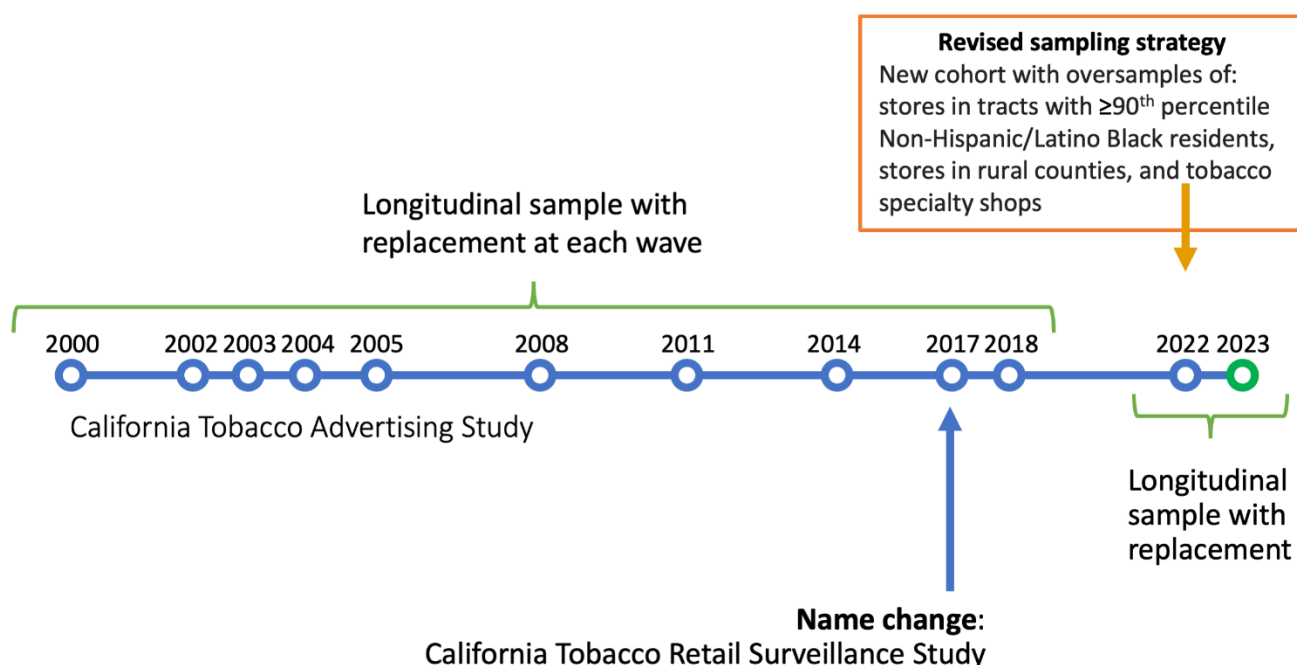 Revised sampling strategy
New cohort with oversamples of:
stores in tracts with ≥90th percentile
Non-Hispanic/Latino Black residents,
stores in rural counties, and tobacco
specialty shops
Longitudinal sample with
replacement at each wave
2000 2002 2003 2004 2005 2008 2011 2014 2017 2018 2022 2023
California Tobacco Advertising Study
Longitudinal
sample with
replacement
Name change:
California Tobacco Retail Surveillance Study